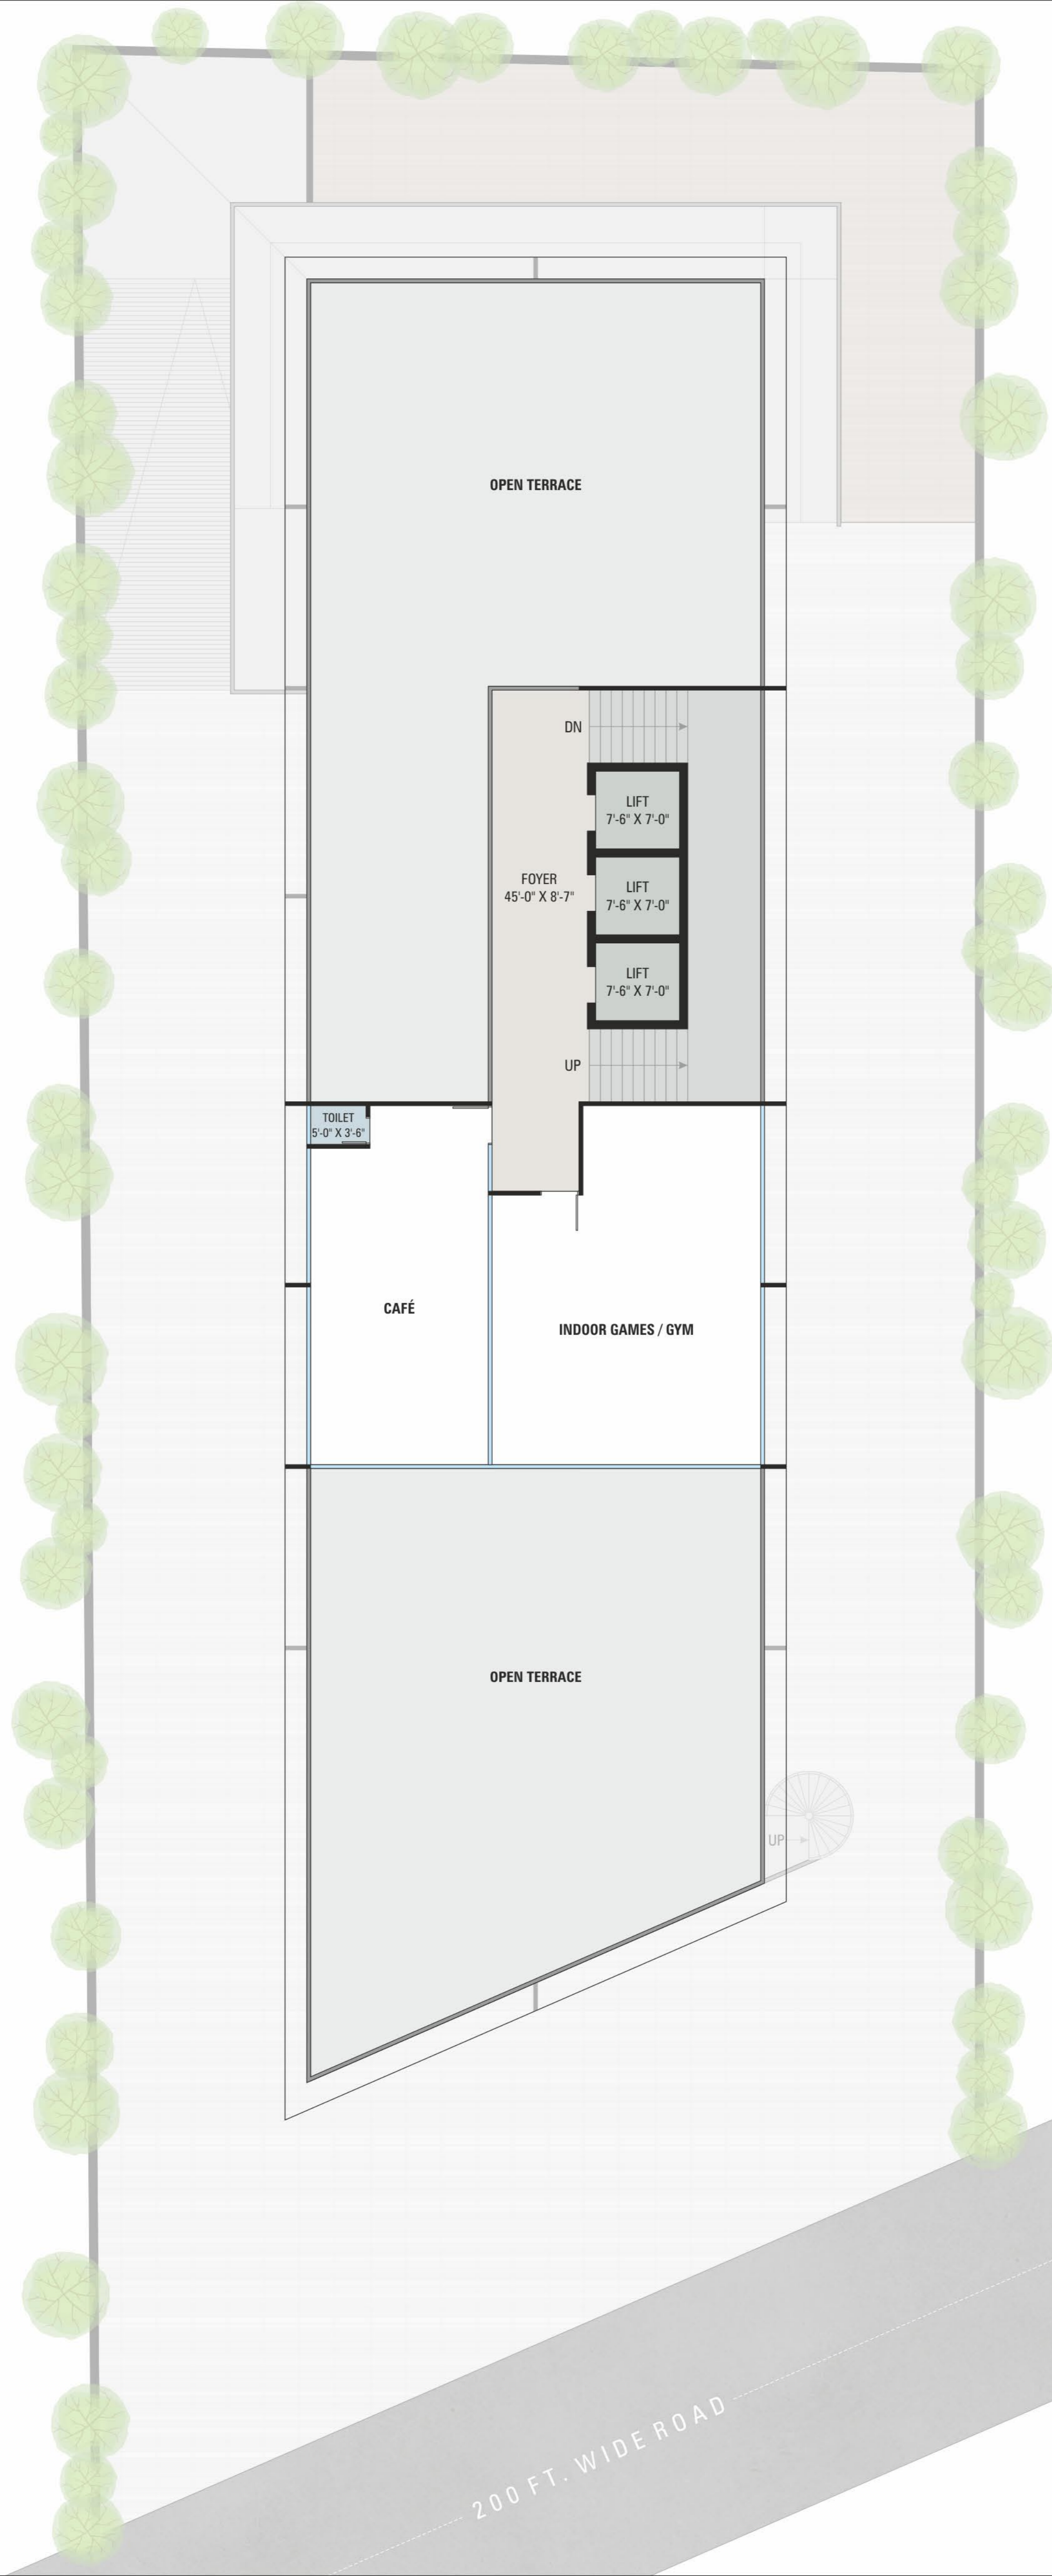 OPEN TERRACE
DN
LIFT
7'-6" X 7'-0"
FOYER
45'-0" X 8'-7"
LIFT
7'-6" X 7'-0"
LIFT
7'-6" X 7'-0"
UP
TOILET
5'-0" X 3'-6"
CAFÉ
INDOOR GAMES / GYM
OPEN TERRACE
UP
200 FT. WIDE ROAD